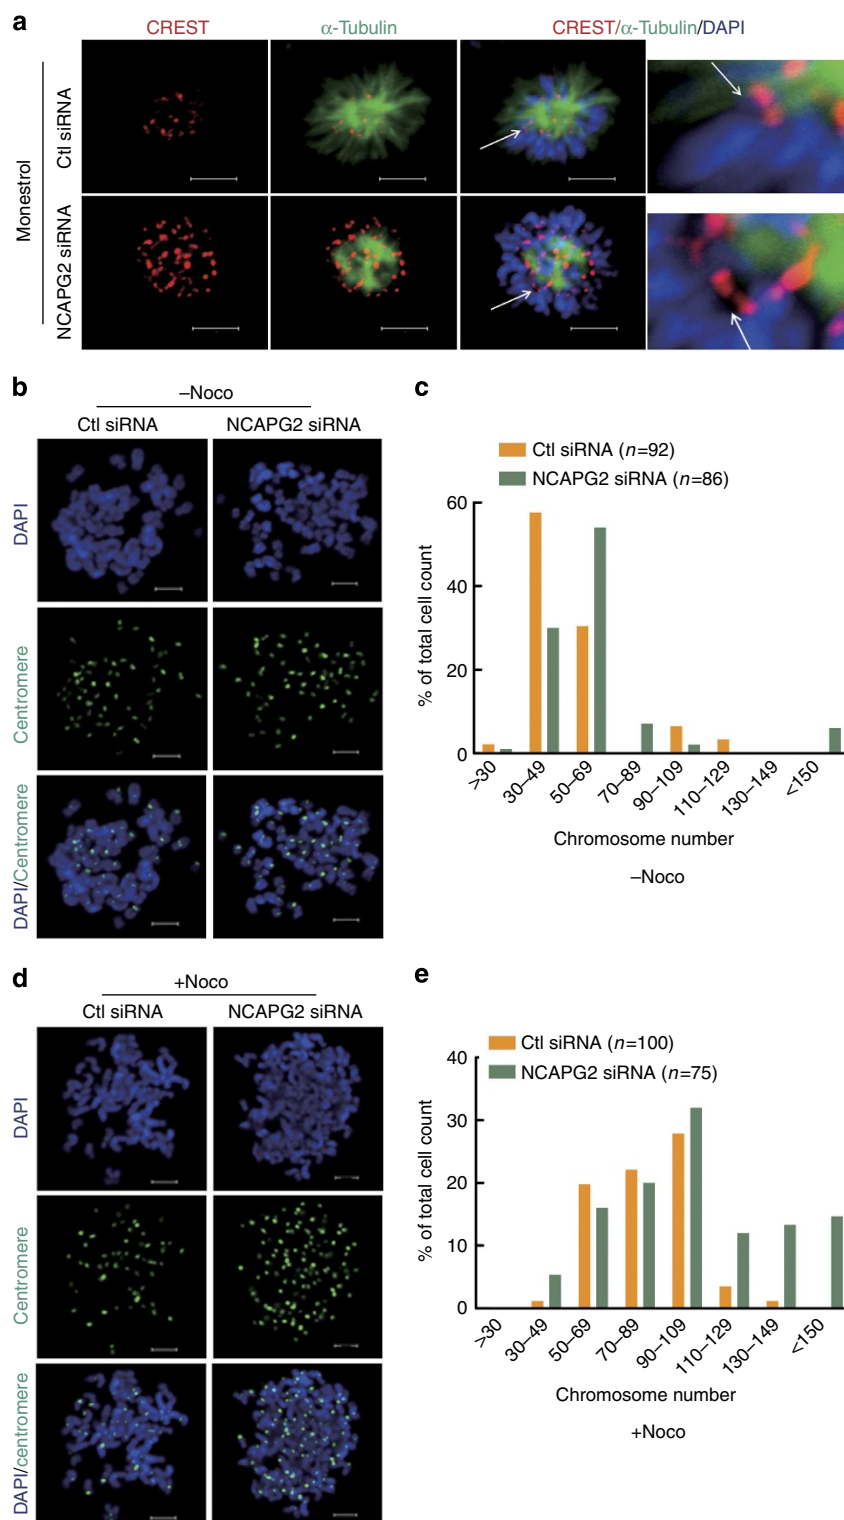 a
CREST
α-Tubulin
CREST/α-Tubulin/DAPI
Monestrol
Ctl siRNA
NCAPG2 siRNA
b
–Noco
Ctl siRNA
NCAPG2 siRNA
DAPI
Centromere
DAPI/Centromere
c
Ctl siRNA (n=92)
NCAPG2 siRNA (n=86)
% of total cell count
60
40
20
0
>30
30–49
50–69
70–89
90–109
110–129
130–149
<150
Chromosome number
–Noco
d
+Noco
Ctl siRNA
NCAPG2 siRNA
DAPI
Centromere
DAPI/centromere
e
Ctl siRNA (n=100)
NCAPG2 siRNA (n=75)
% of total cell count
40
30
20
10
0
>30
30–49
50–69
70–89
90–109
110–129
130–149
<150
Chromosome number
+Noco